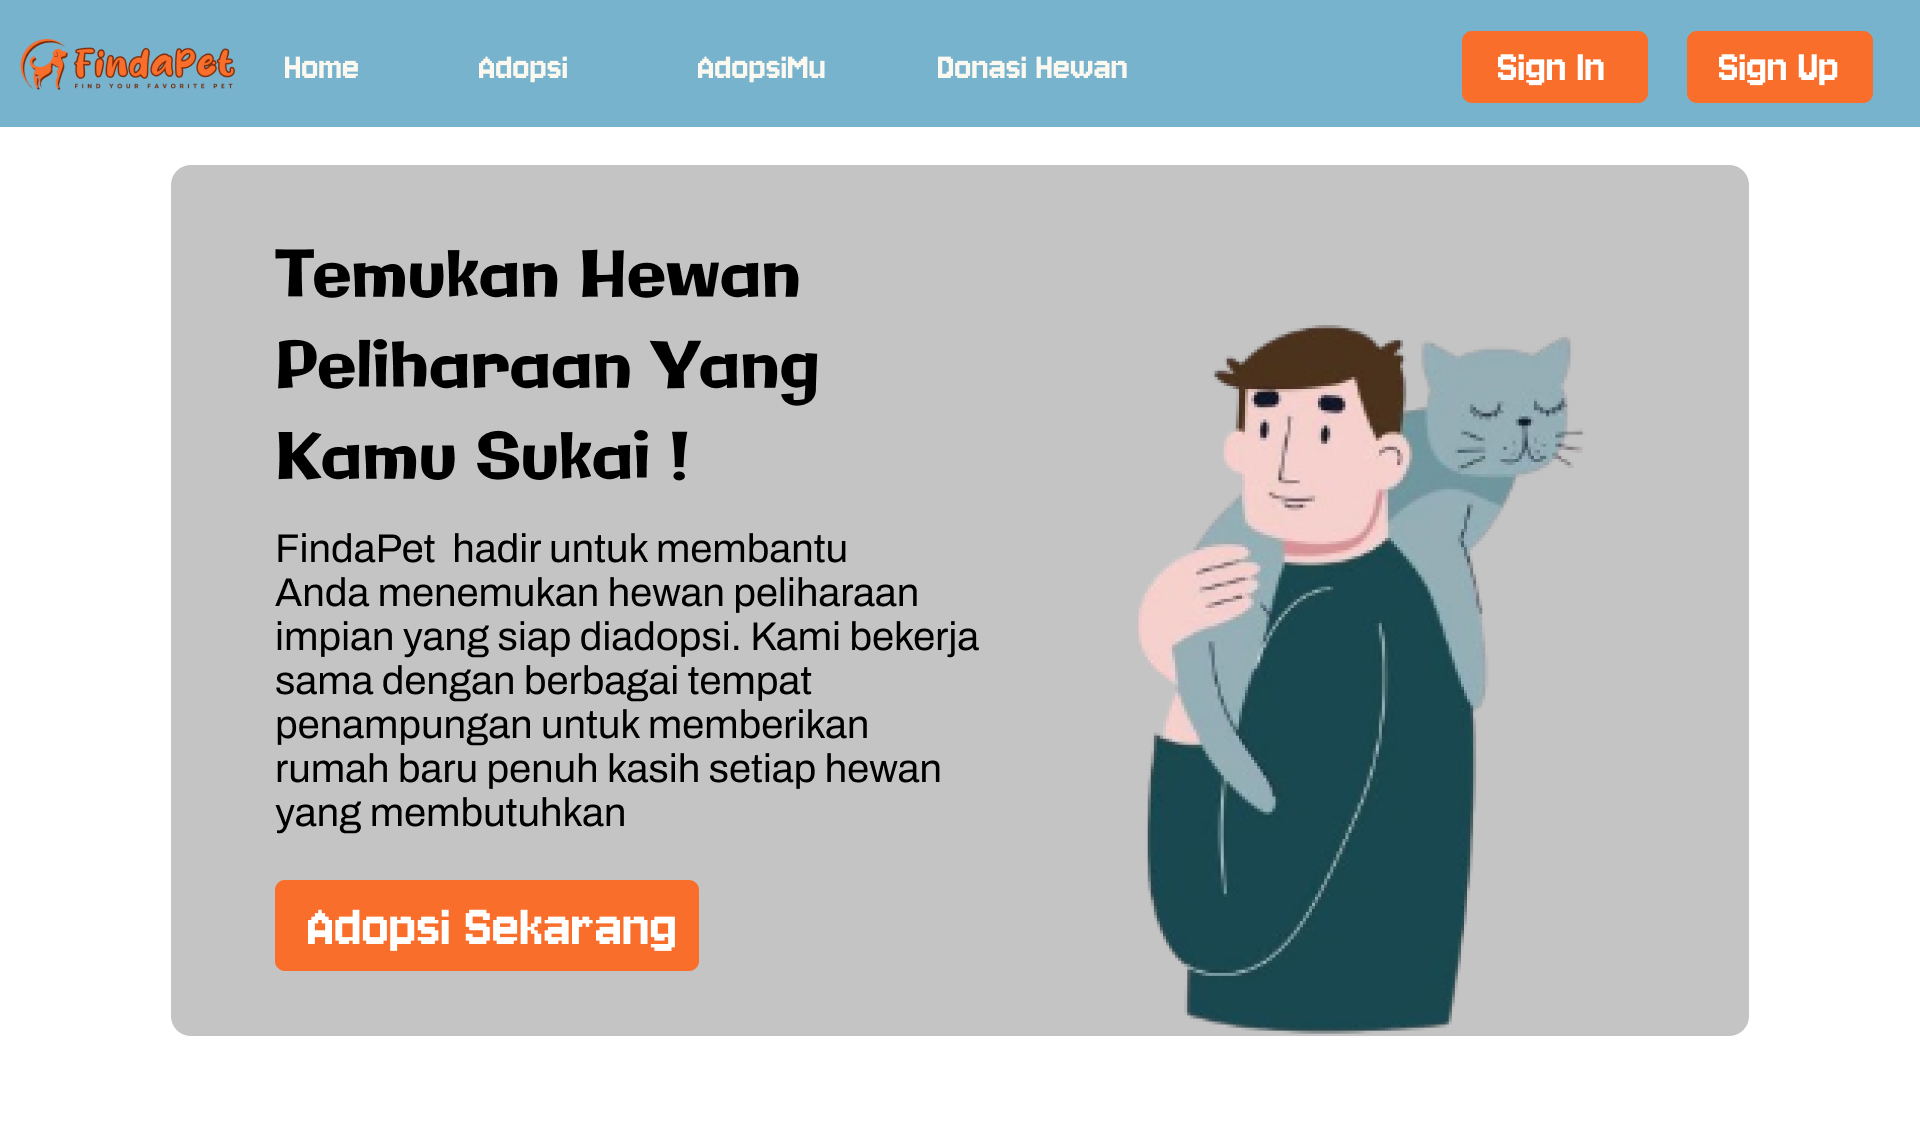 FindaPet
FIND YOUR FAVORITE PET
Home
Adopsi
AdopsiMu
Donasi Hewan
Sign In
Sign Up
Temukan Hewan
Peliharaan Yang
Kamu Sukai !
FindaPet  hadir untuk membantu
Anda menemukan hewan peliharaan
impian yang siap diadopsi. Kami bekerja
sama dengan berbagai tempat
penampungan untuk memberikan
rumah baru penuh kasih setiap hewan
yang membutuhkan
Adopsi Sekarang